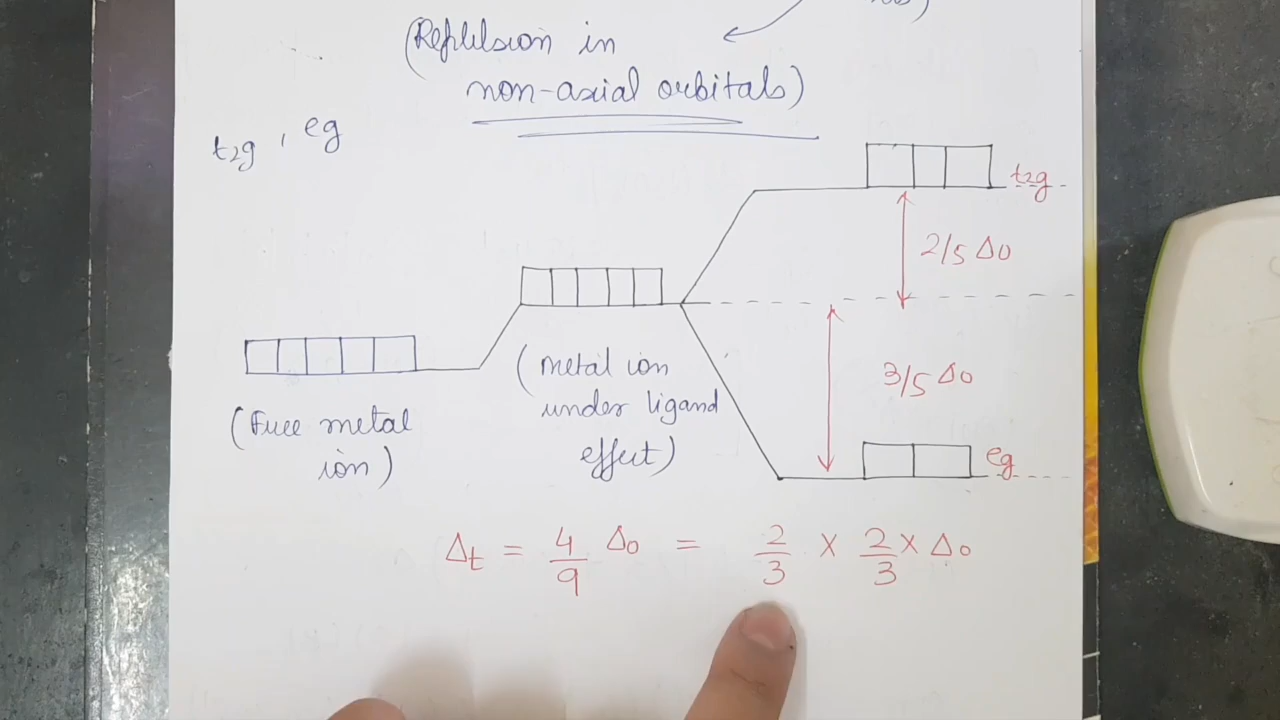 (Repulsion in
non-axial orbitals)
t2g, eg
t2g
2/5 Δo
3/5 Δo
(metal ion
under ligand
effect)
(Free metal
ion)
eg
Δt = 4/9 Δo = 2/3 × 2/3 × Δo